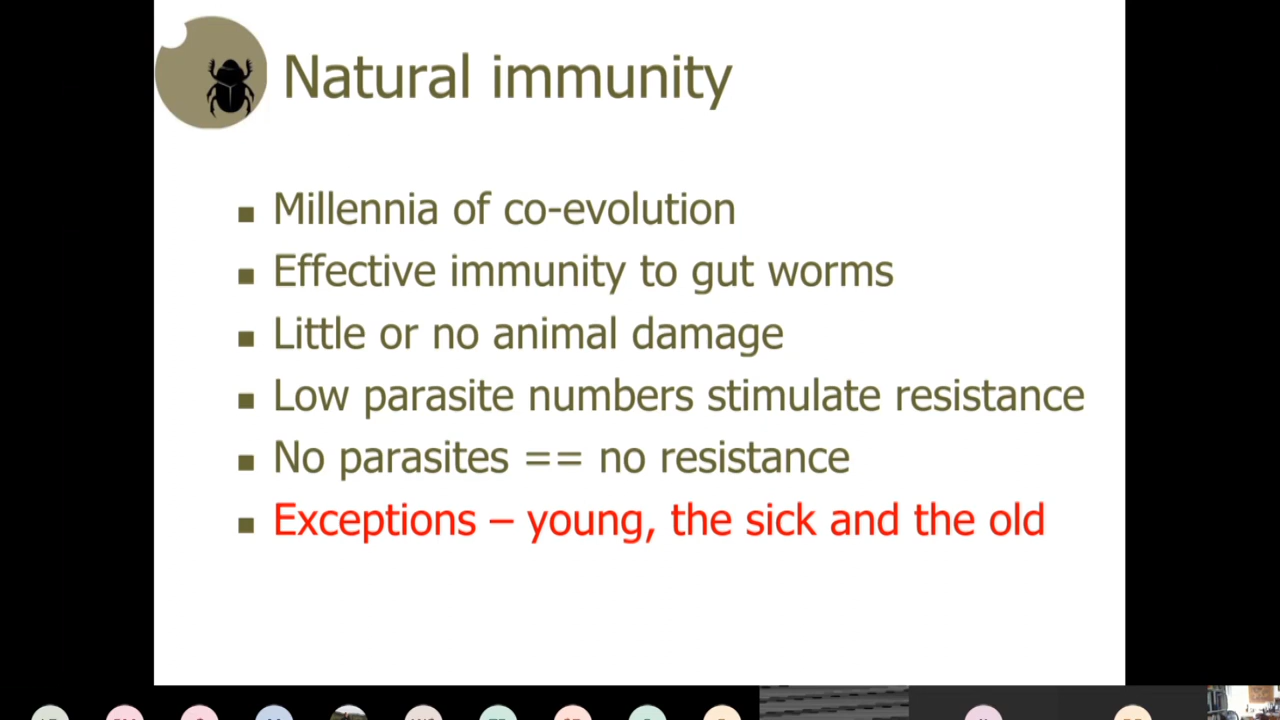 Natural immunity
Millennia of co-evolution
Effective immunity to gut worms
Little or no animal damage
Low parasite numbers stimulate resistance
No parasites == no resistance
Exceptions – young, the sick and the old